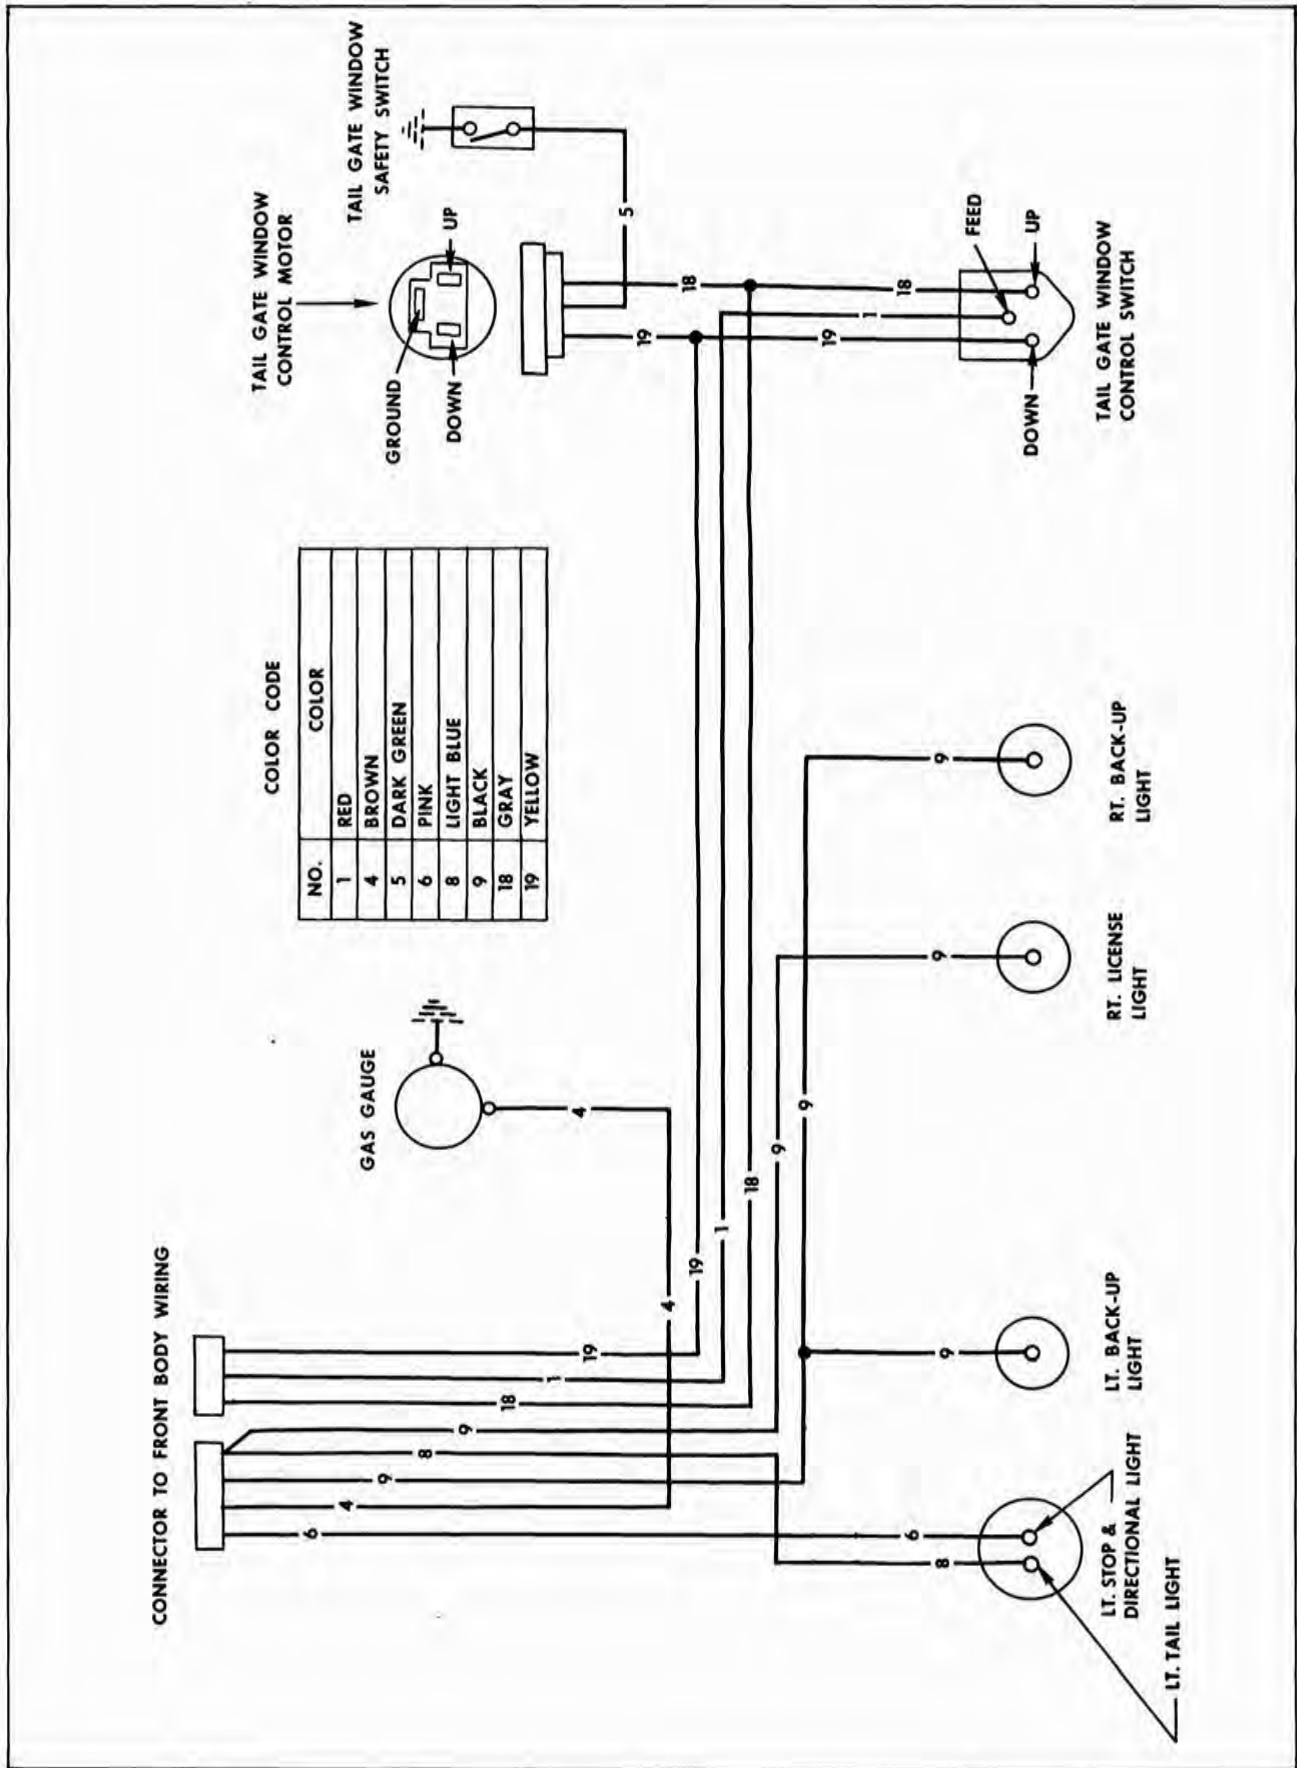 CONNECTOR TO FRONT BODY WIRING
19
1
18
9
8
9
4
6
GAS GAUGE
4
4
COLOR CODE
NO. COLOR
1 RED
4 BROWN
5 DARK GREEN
6 PINK
8 LIGHT BLUE
9 BLACK
18 GRAY
19 YELLOW
TAIL GATE WINDOW
CONTROL MOTOR
GROUND
DOWN
UP
TAIL GATE WINDOW
SAFETY SWITCH
5
19
18
19
1
18
19
1
18
9
9
6
8
9
9
9
FEED
DOWN
UP
TAIL GATE WINDOW
CONTROL SWITCH
LT. STOP &
DIRECTIONAL LIGHT
LT. TAIL LIGHT
LT. BACK-UP
LIGHT
RT. LICENSE
LIGHT
RT. BACK-UP
LIGHT